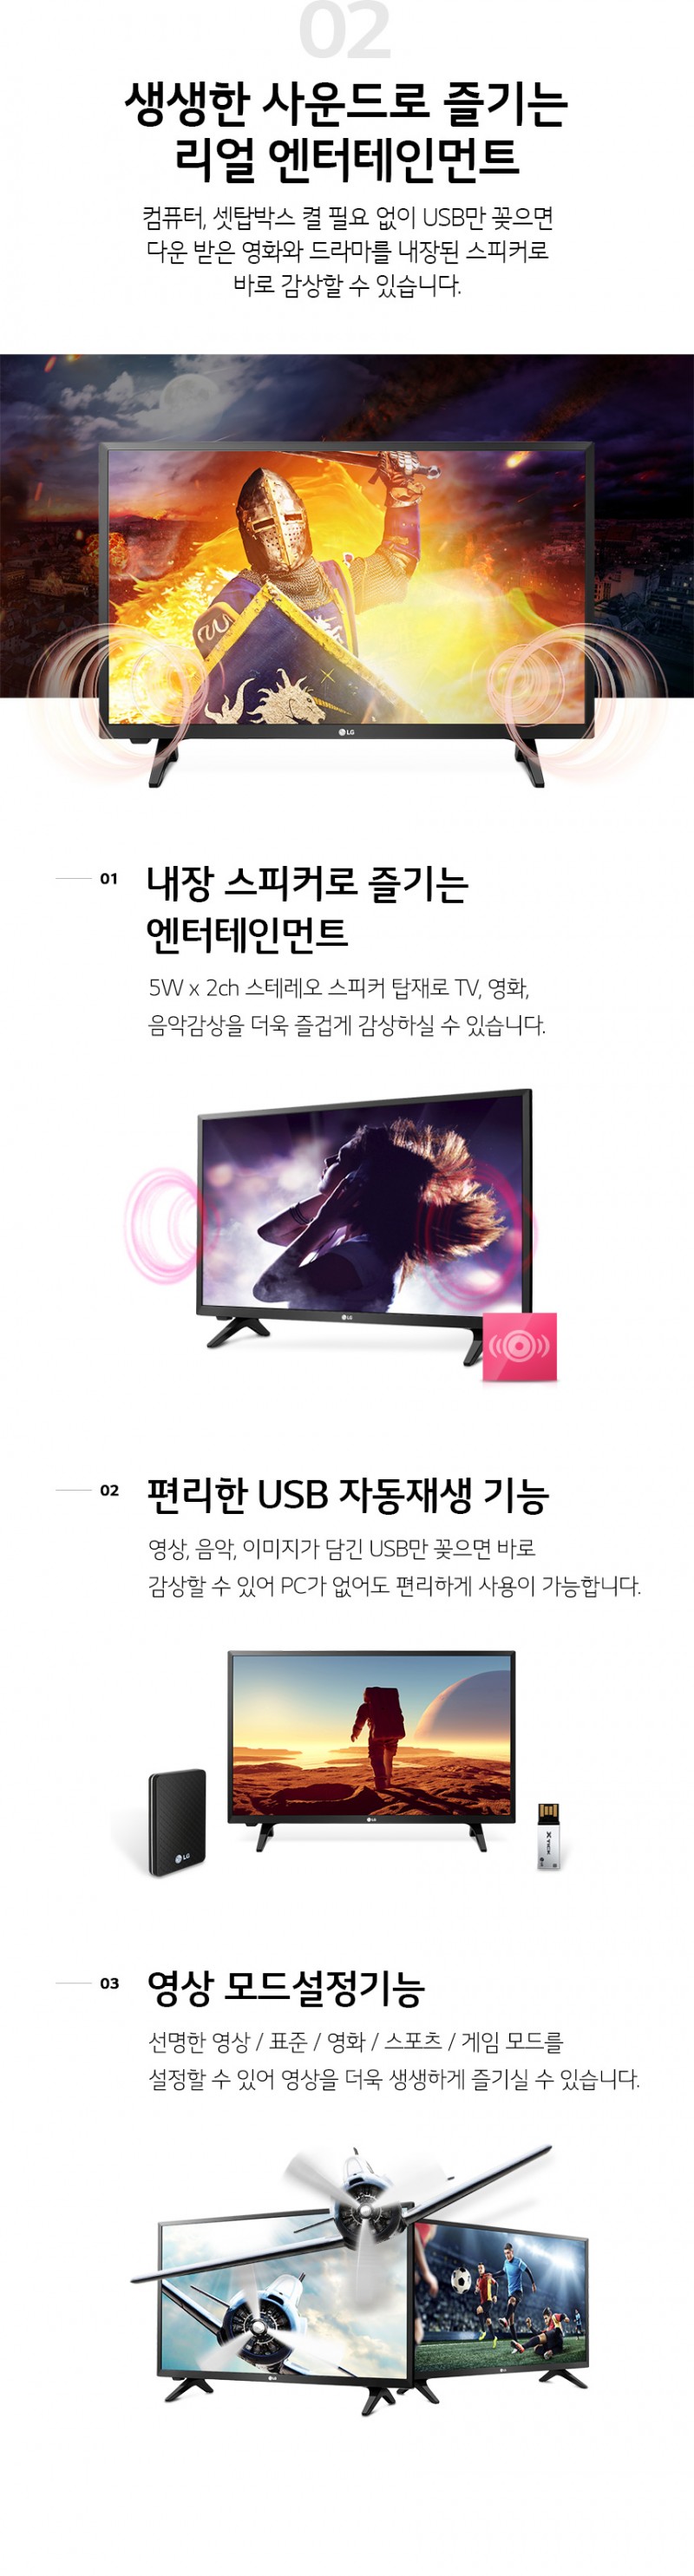 02
생생한 사운드로 즐기는
리얼 엔터테인먼트
컴퓨터, 셋탑박스 켤 필요 없이 USB만 꽂으면
다운 받은 영화와 드라마를 내장된 스피커로
바로 감상할 수 있습니다.
LG
01
내장 스피커로 즐기는
엔터테인먼트
5W x 2ch 스테레오 스피커 탑재로 TV, 영화,
음악감상을 더욱 즐겁게 감상하실 수 있습니다.
LG
02
편리한 USB 자동재생 기능
영상, 음악, 이미지가 담긴 USB만 꽂으면 바로
감상할 수 있어 PC가 없어도 편리하게 사용이 가능합니다.
LG
LG
03
영상 모드설정기능
선명한 영상 / 표준 / 영화 / 스포츠 / 게임 모드를
설정할 수 있어 영상을 더욱 생생하게 즐기실 수 있습니다.
LG
LG